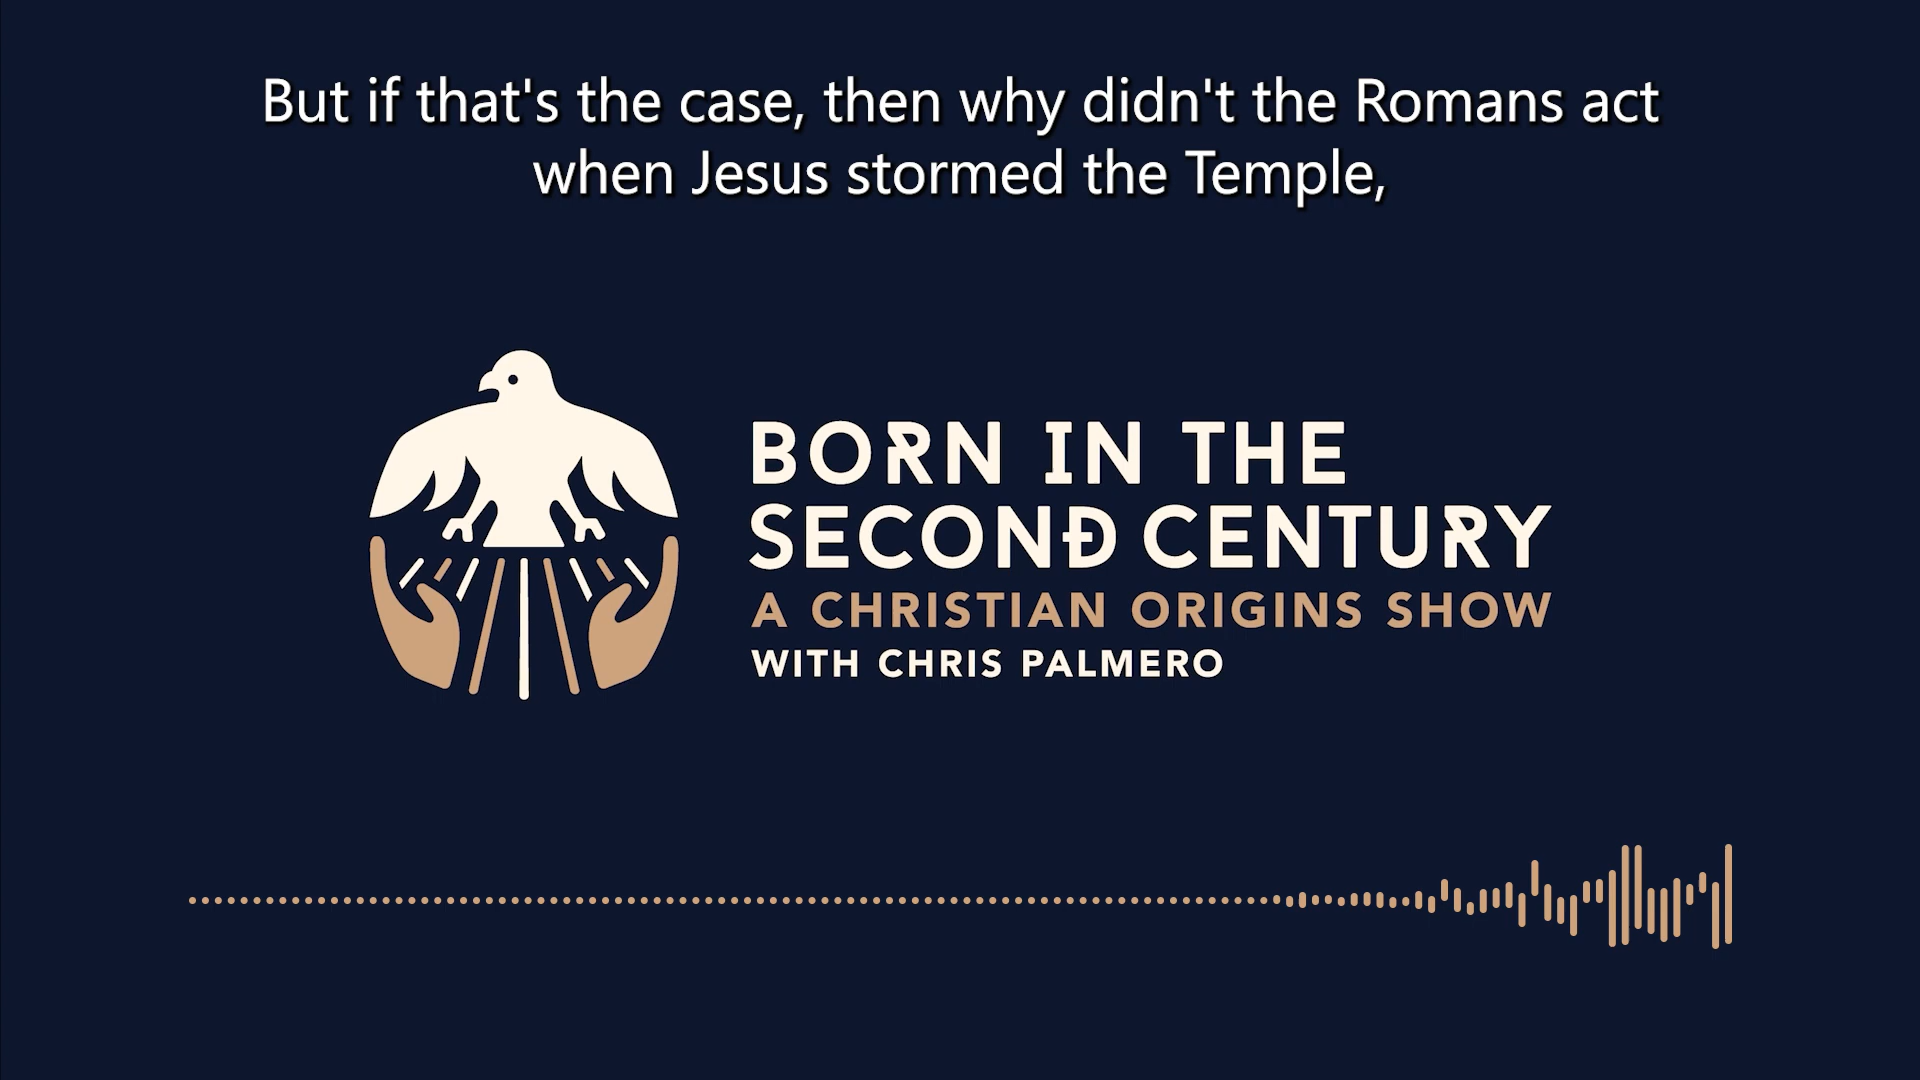 But if that's the case, then why didn't the Romans act
when Jesus stormed the Temple,
BORN IN THE
SECOND CENTURY
A CHRISTIAN ORIGINS SHOW
WITH CHRIS PALMERO